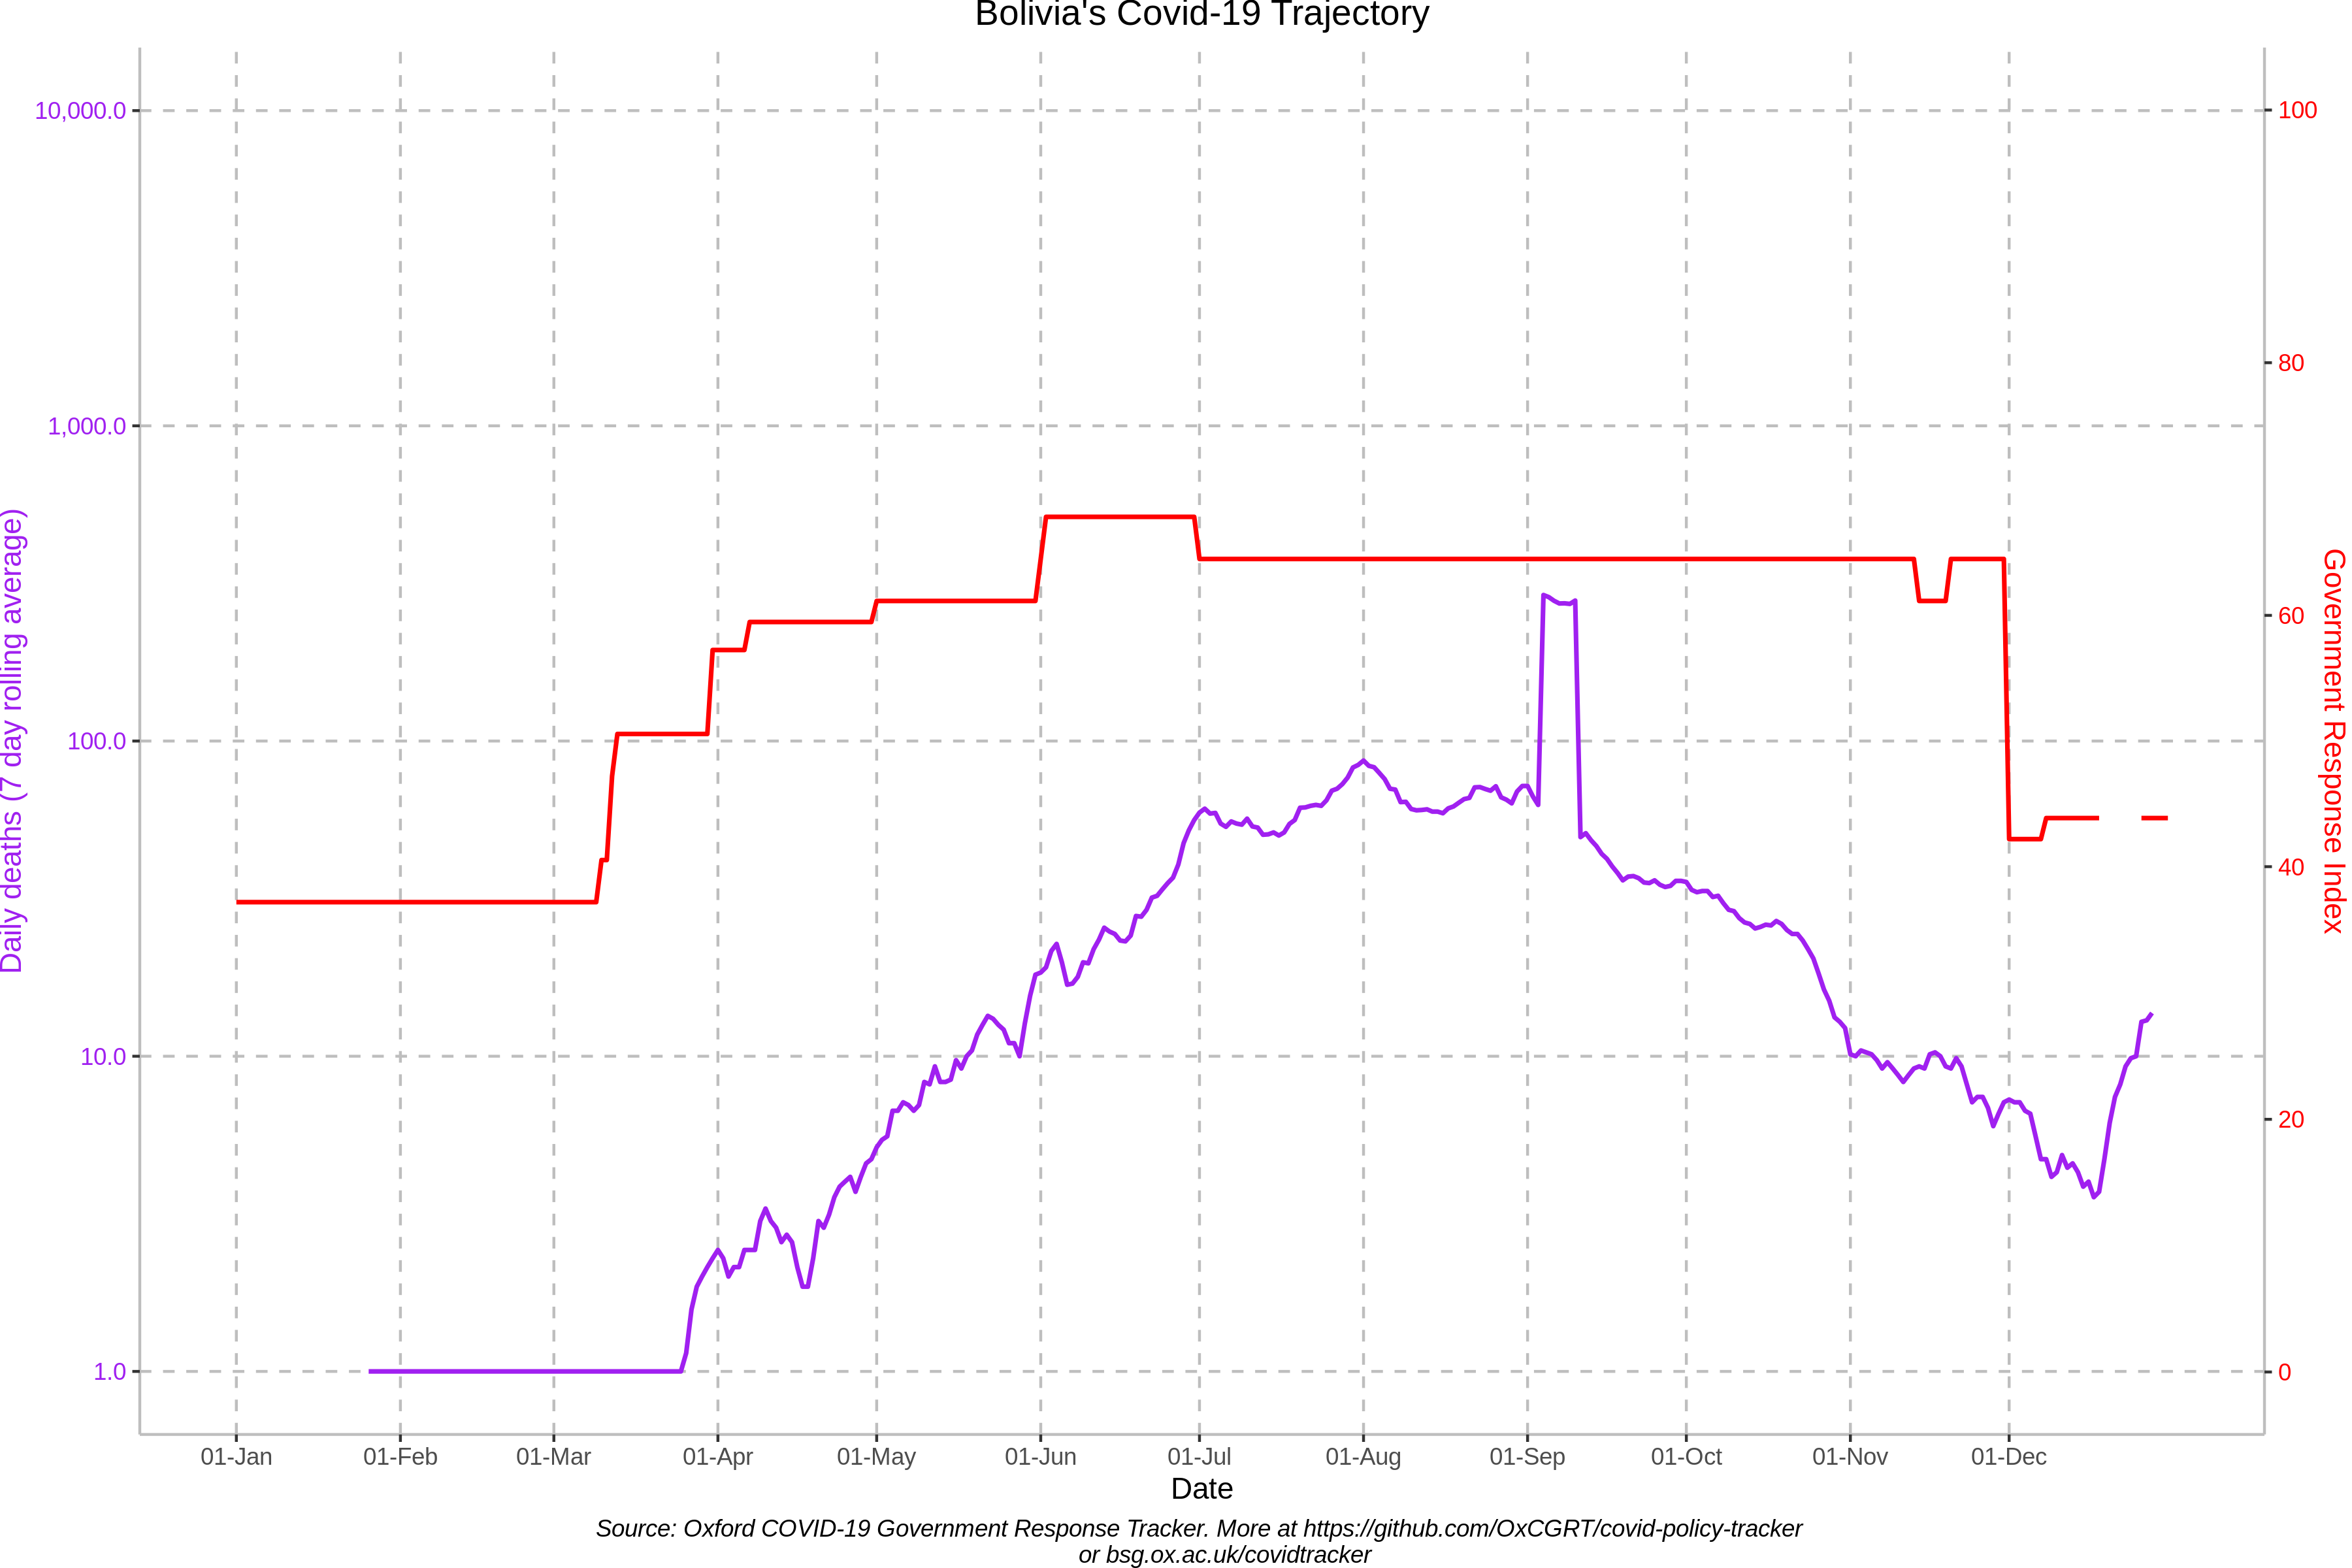 Bolivia's Covid-19 Trajectory
10,000.0
1,000.0
100.0
10.0
1.0
Daily deaths (7 day rolling average)
100
80
60
40
20
0
Government Response Index
01-Jan
01-Feb
01-Mar
01-Apr
01-May
01-Jun
01-Jul
01-Aug
01-Sep
01-Oct
01-Nov
01-Dec
Date
Source: Oxford COVID-19 Government Response Tracker. More at https://github.com/OxCGRT/covid-policy-tracker
or bsg.ox.ac.uk/covidtracker